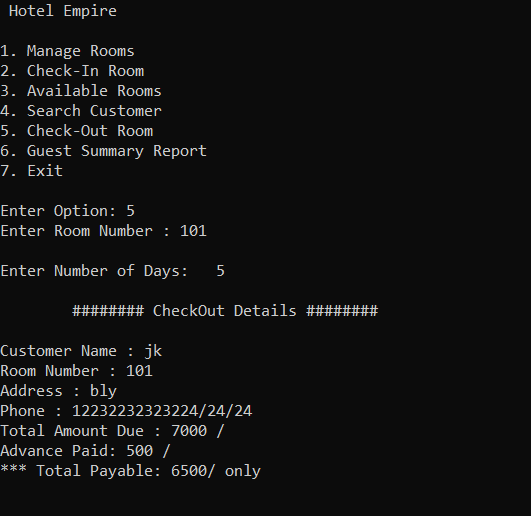 Hotel Empire
1. Manage Rooms
2. Check-In Room
3. Available Rooms
4. Search Customer
5. Check-Out Room
6. Guest Summary Report
7. Exit
Enter Option: 5
Enter Room Number : 101
Enter Number of Days:   5
######## CheckOut Details ########
Customer Name : jk
Room Number : 101
Address : bly
Phone : 12232232323224/24/24
Total Amount Due : 7000 /
Advance Paid: 500 /
*** Total Payable: 6500/ only